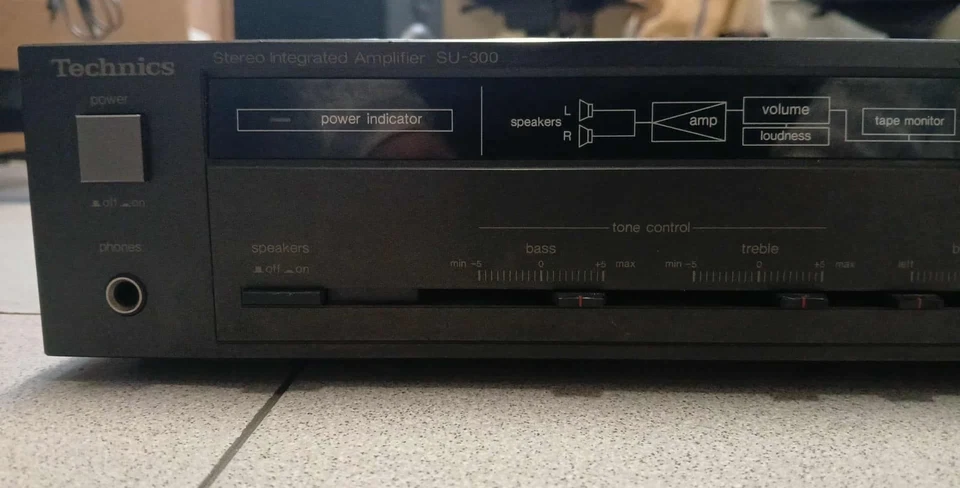 Technics
Stereo Integrated Amplifier SU-300
power
off on
power indicator
speakers L R
amp
volume
loudness
tape monitor
phones
speakers
off on
tone control
bass
min -5 0 +5 max
treble
min -5 0 +5 max
b
left